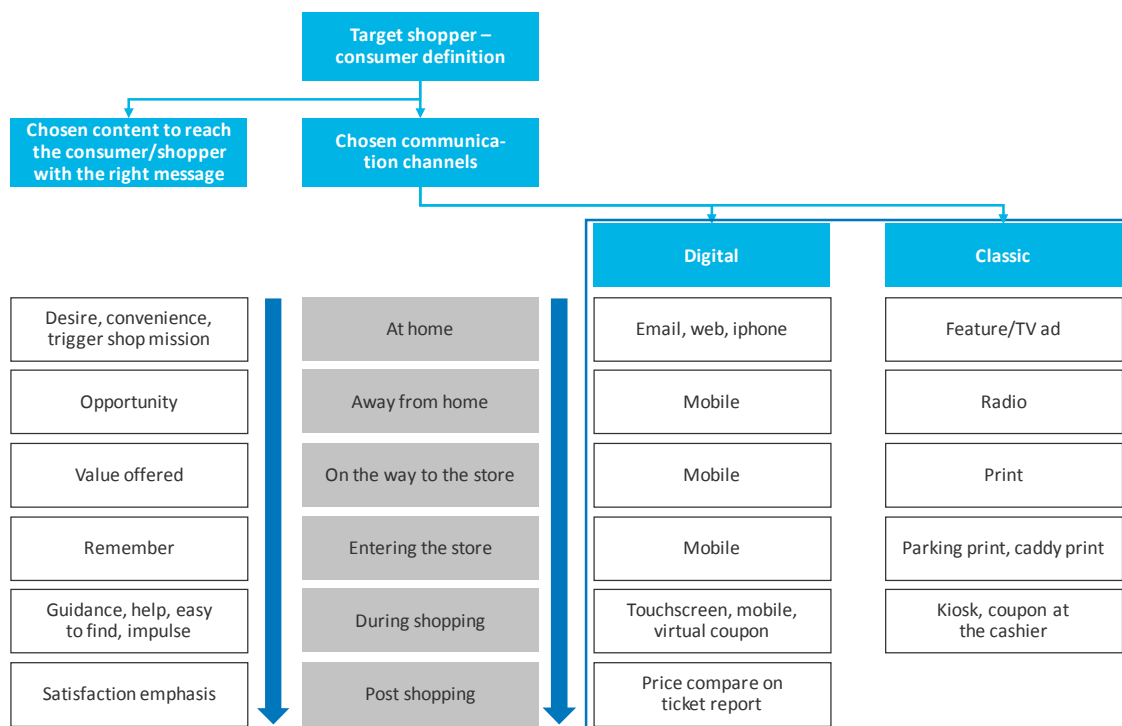 Target shopper –
consumer definition
Chosen content to reach
the consumer/shopper
with the right message
Chosen communica-
tion channels
Digital
Classic
Desire, convenience,
trigger shop mission
At home
Email, web, iphone
Feature/TV ad
Opportunity
Away from home
Mobile
Radio
Value offered
On the way to the store
Mobile
Print
Remember
Entering the store
Mobile
Parking print, caddy print
Guidance, help, easy
to find, impulse
During shopping
Touchscreen, mobile,
virtual coupon
Kiosk, coupon at
the cashier
Satisfaction emphasis
Post shopping
Price compare on
ticket report